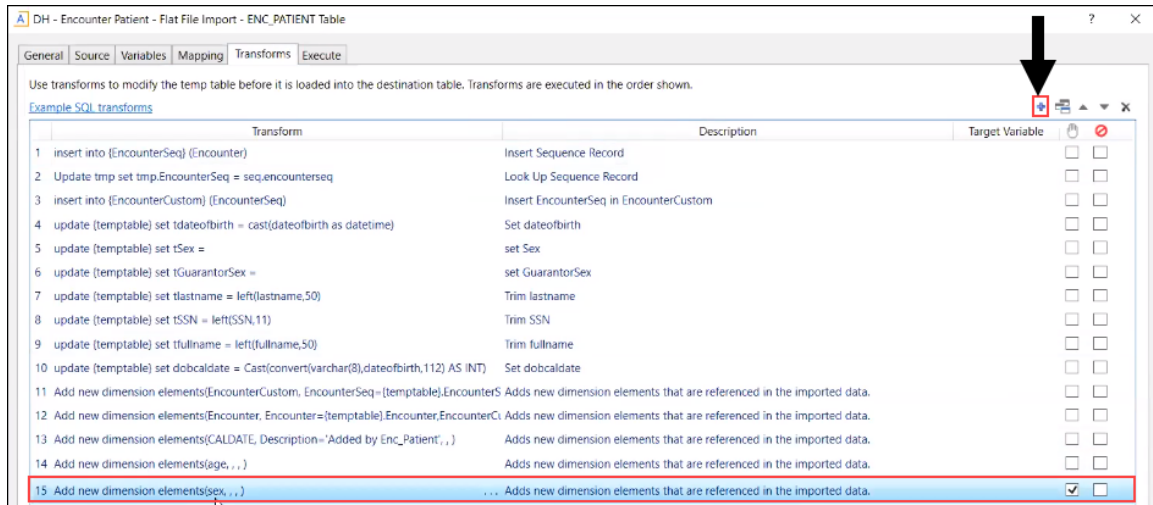 A DH - Encounter Patient - Flat File Import - ENC_PATIENT Table ? ×
General Source Variables Mapping Transforms Execute
Use transforms to modify the temp table before it is loaded into the destination table. Transforms are executed in the order shown.
Example SQL transforms
Transform Description Target Variable
1 insert into {EncounterSeq} (Encounter) Insert Sequence Record
2 Update tmp set tmp.EncounterSeq = seq.encounterseq Look Up Sequence Record
3 insert into {EncounterCustom} (EncounterSeq) Insert EncounterSeq in EncounterCustom
4 update {temptable} set tdateofbirth = cast(dateofbirth as datetime) Set dateofbirth
5 update {temptable} set tSex = set Sex
6 update {temptable} set tGuarantorSex = set GuarantorSex
7 update {temptable} set tlastname = left(lastname,50) Trim lastname
8 update {temptable} set tSSN = left(SSN,11) Trim SSN
9 update {temptable} set tfullname = left(fullname,50) Trim fullname
10 update {temptable} set dobcaldate = Cast(convert(varchar(8),dateofbirth,112) AS INT) Set dobcaldate
11 Add new dimension elements(EncounterCustom, EncounterSeq={temptable}.EncounterS Adds new dimension elements that are referenced in the imported data.
12 Add new dimension elements(Encounter, Encounter={temptable}.Encounter,EncounterCu Adds new dimension elements that are referenced in the imported data.
13 Add new dimension elements(CALDATE, Description='Added by Enc_Patient', , ) Adds new dimension elements that are referenced in the imported data.
14 Add new dimension elements(age, , , ) Adds new dimension elements that are referenced in the imported data.
15 Add new dimension elements(sex, , , ) ... Adds new dimension elements that are referenced in the imported data.